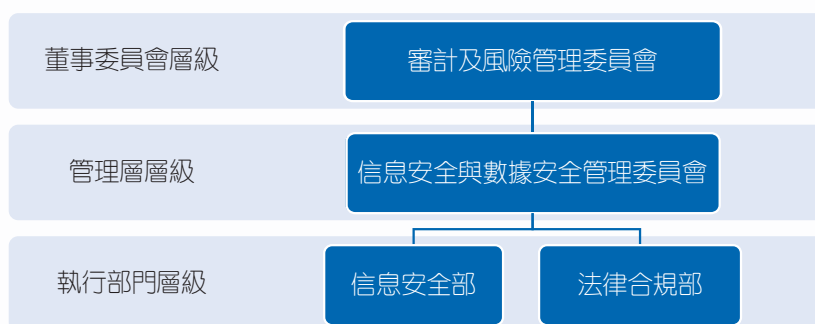 董事委員會層級
審計及風險管理委員會
管理層層級
信息安全與數據安全管理委員會
執行部門層級
信息安全部
法律合規部